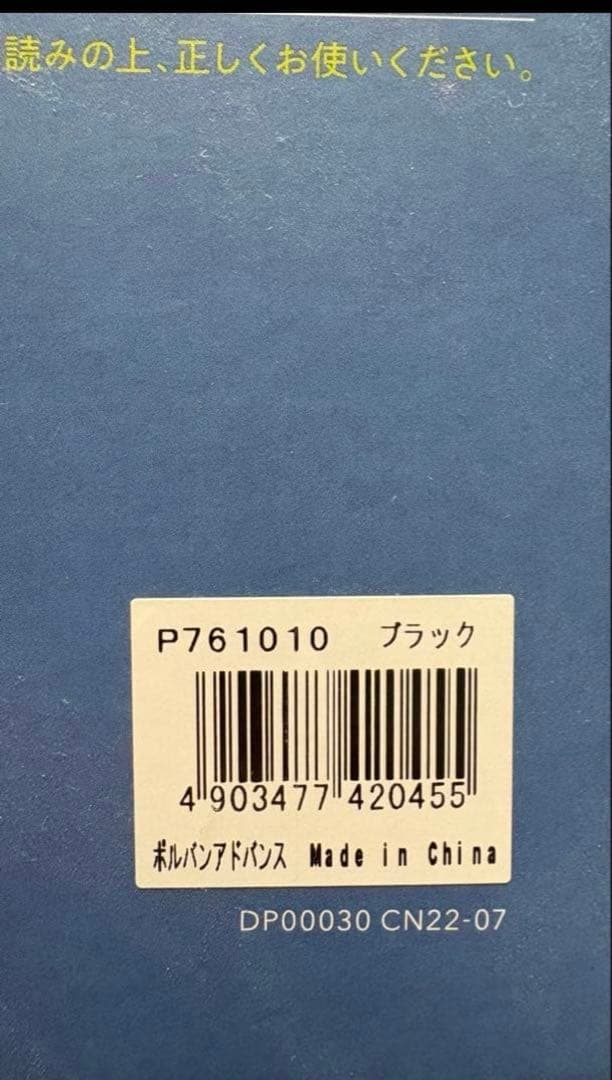 読みの上、正しくお使いください。
P761010 ブラック
4 903477 420455
ボルバンアドバンス Made in China
DP00030 CN22-07